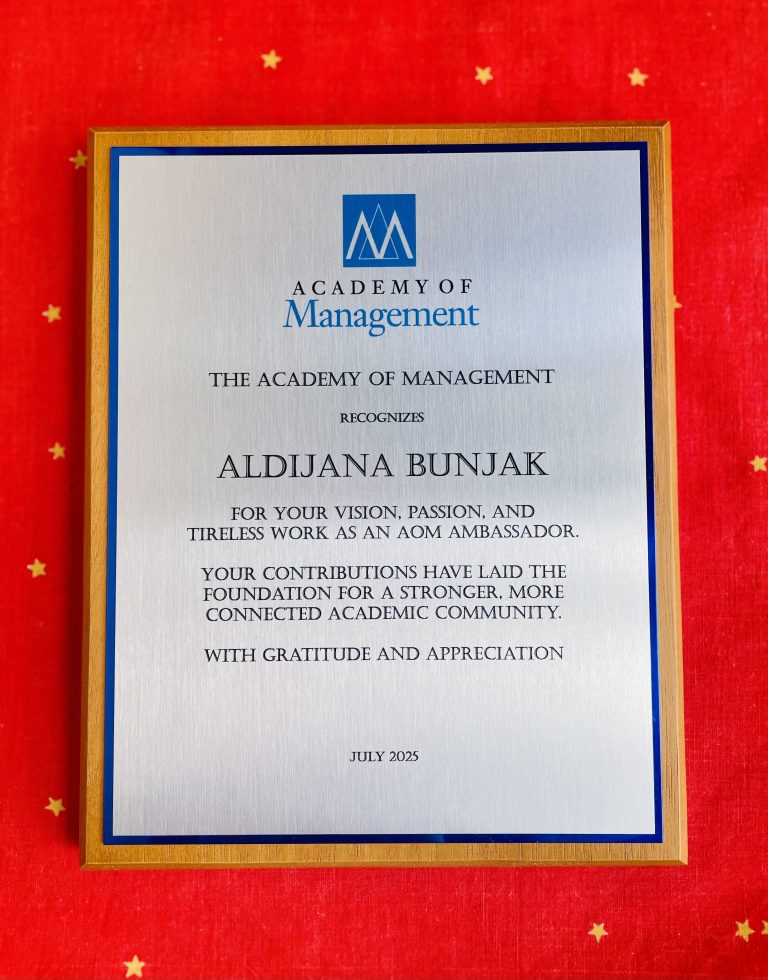 ACADEMY OF
Management
THE ACADEMY OF MANAGEMENT
RECOGNIZES
ALDIJANA BUNJAK
FOR YOUR VISION, PASSION, AND
TIRELESS WORK AS AN AOM AMBASSADOR.
YOUR CONTRIBUTIONS HAVE LAID THE
FOUNDATION FOR A STRONGER, MORE
CONNECTED ACADEMIC COMMUNITY.
WITH GRATITUDE AND APPRECIATION
JULY 2025